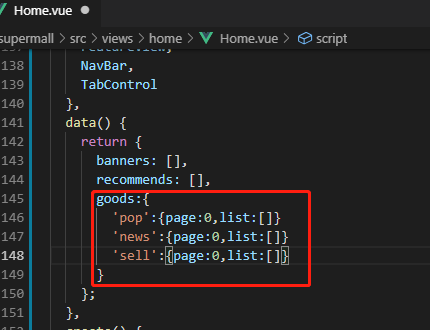 Home.vue ●
supermall > src > views > home > Home.vue > script
137 FeatureView,
138 NavBar,
139 TabControl
140 },
141 data() {
142 return {
143 banners: [],
144 recommends: [],
145 goods:{
146 'pop':{page:0,list:[]}
147 'news':{page:0,list:[]}
148 'sell':{page:0,list:[]}
149 }
150 };
151 },
152 created() {